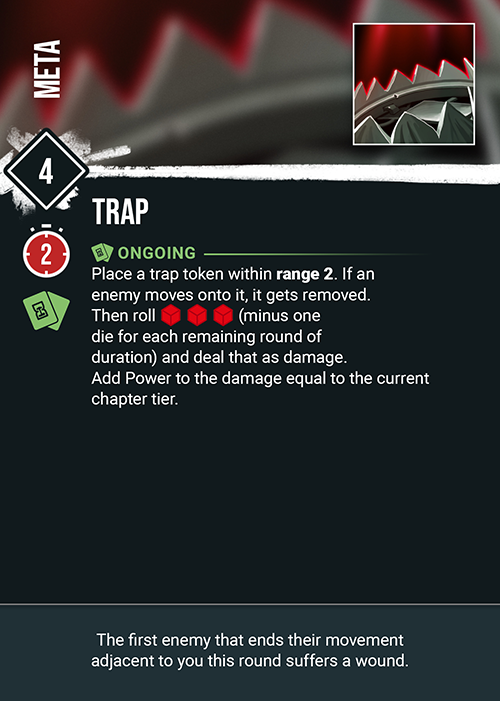 META
4
TRAP
2
ONGOING
Place a trap token within range 2. If an
enemy moves onto it, it gets removed.
Then roll (minus one
die for each remaining round of
duration) and deal that as damage.
Add Power to the damage equal to the current
chapter tier.
The first enemy that ends their movement
adjacent to you this round suffers a wound.